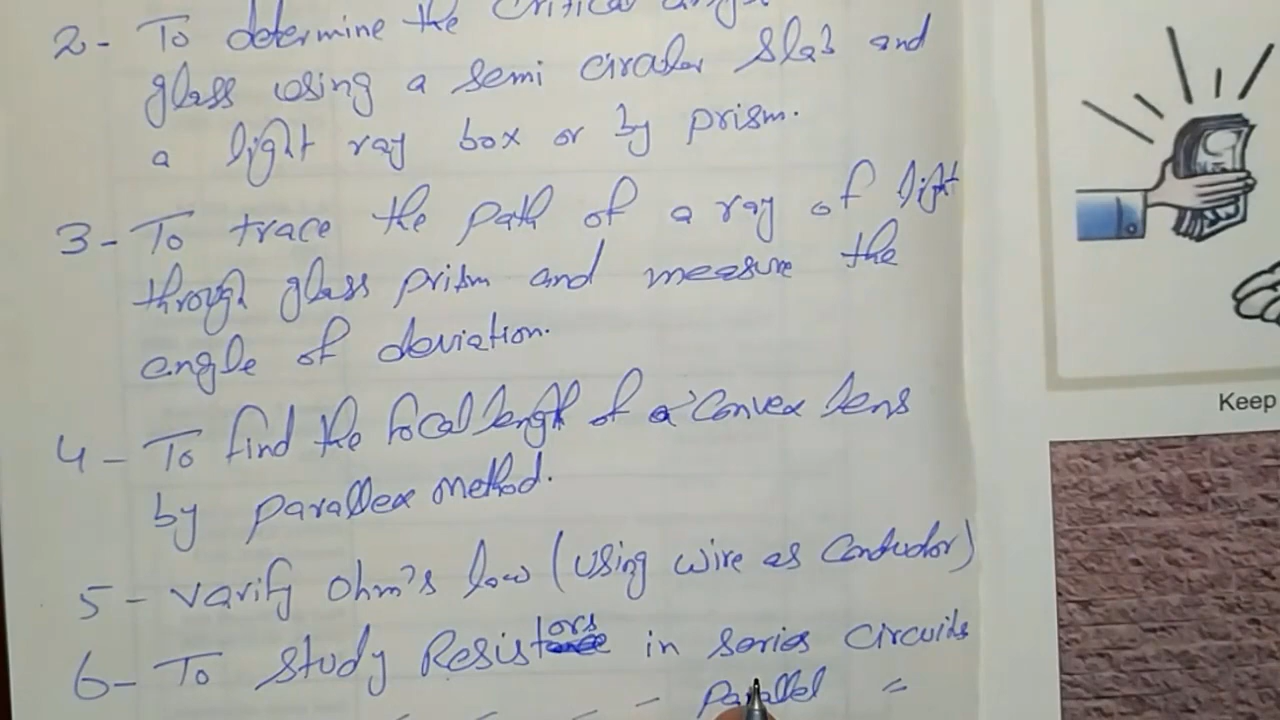 2- To determine the Critical angle
glass using a semi circular slab and
a light ray box or by prism.
3- To trace the path of a ray of light
through glass prism and measure the
angle of deviation.
4- To find the focal length of a convex lens
by parallex method.
5- varify ohm's law (using wire as Conductor)
6- To study Resistors in series circuits
" " " - Parallel "
Keep